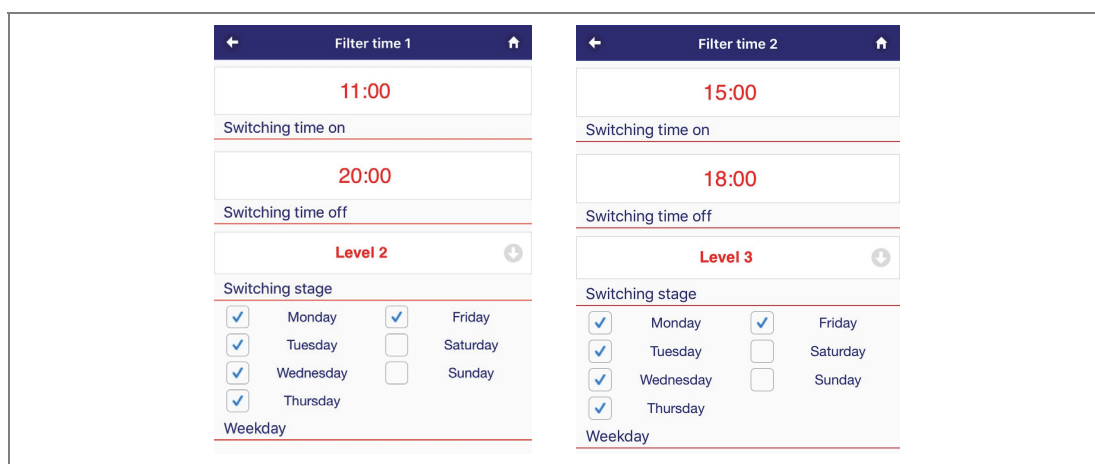 Filter time 1
11:00
Switching time on
20:00
Switching time off
Level 2
Switching stage
Monday Friday
Tuesday Saturday
Wednesday Sunday
Thursday
Weekday
Filter time 2
15:00
Switching time on
18:00
Switching time off
Level 3
Switching stage
Monday Friday
Tuesday Saturday
Wednesday Sunday
Thursday
Weekday